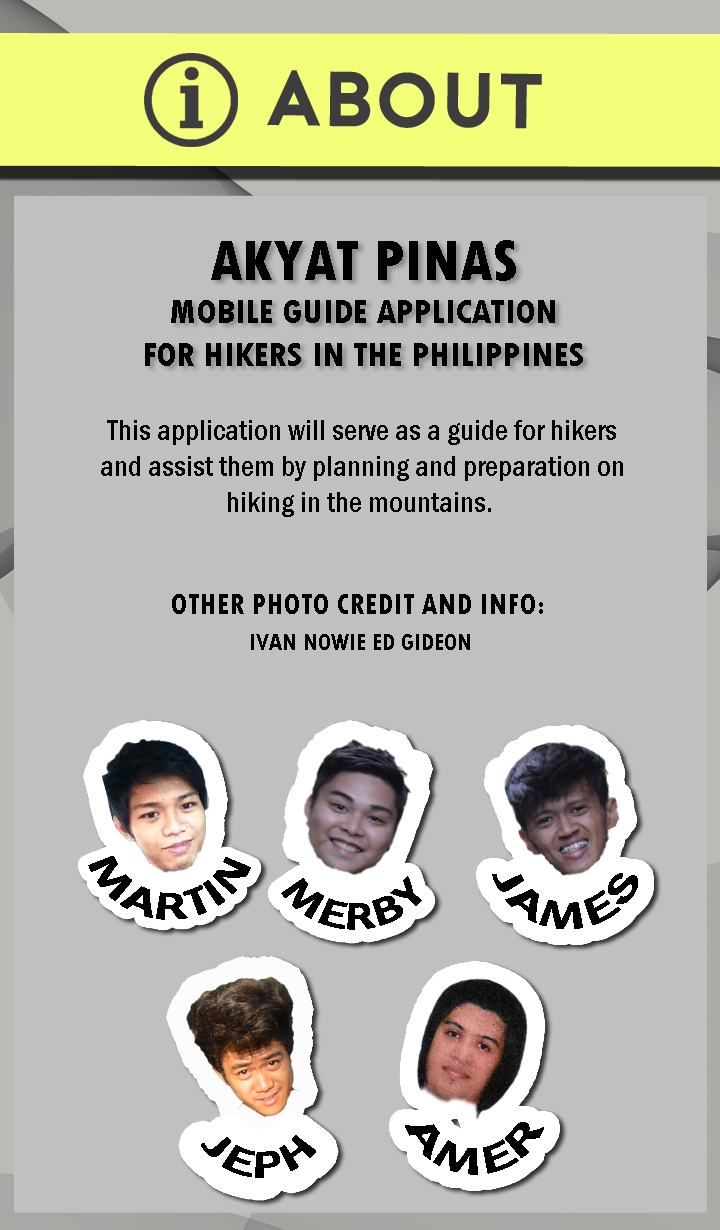 i ABOUT
AKYAT PINAS
MOBILE GUIDE APPLICATION
FOR HIKERS IN THE PHILIPPINES
This application will serve as a guide for hikers
and assist them by planning and preparation on
hiking in the mountains.
OTHER PHOTO CREDIT AND INFO:
IVAN NOWIE ED GIDEON
MARTIN
MERBY
JAMES
JEPH
AMER